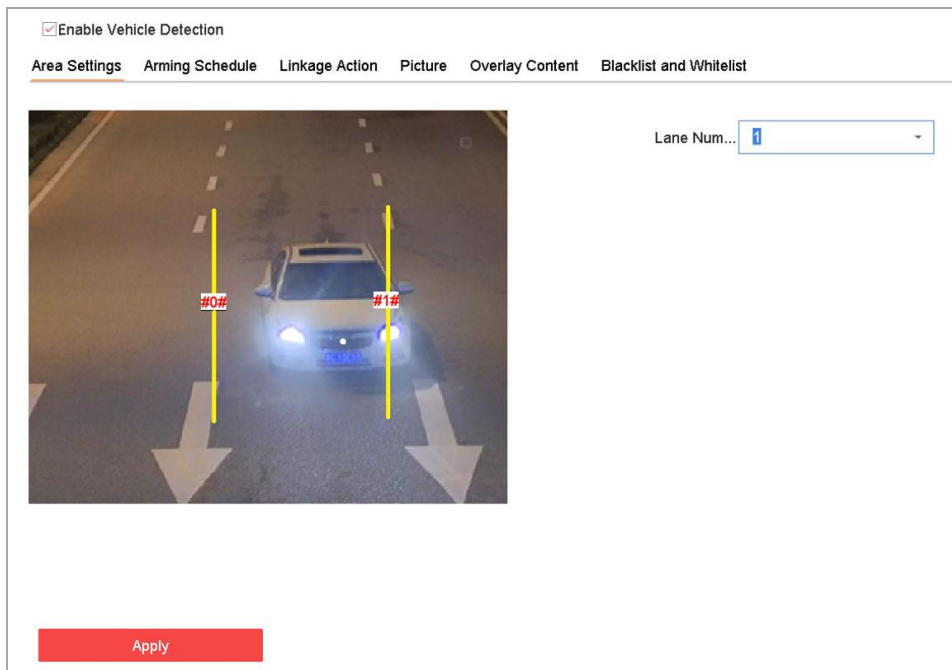 Enable Vehicle Detection
Area Settings Arming Schedule Linkage Action Picture Overlay Content Blacklist and Whitelist
Lane Num... 1
#0# #1#
Apply